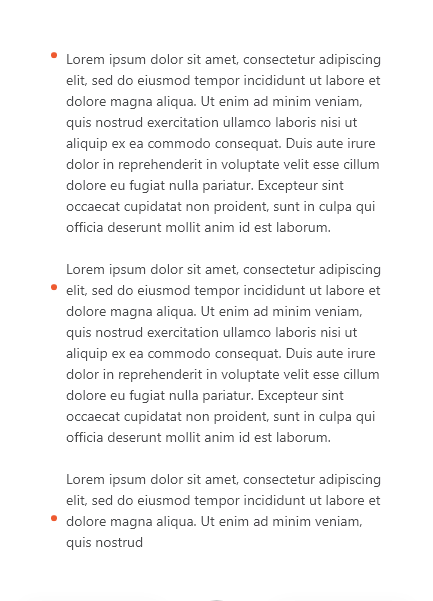 Lorem ipsum dolor sit amet, consectetur adipiscing
elit, sed do eiusmod tempor incididunt ut labore et
dolore magna aliqua. Ut enim ad minim veniam,
quis nostrud exercitation ullamco laboris nisi ut
aliquip ex ea commodo consequat. Duis aute irure
dolor in reprehenderit in voluptate velit esse cillum
dolore eu fugiat nulla pariatur. Excepteur sint
occaecat cupidatat non proident, sunt in culpa qui
officia deserunt mollit anim id est laborum.
Lorem ipsum dolor sit amet, consectetur adipiscing
elit, sed do eiusmod tempor incididunt ut labore et
dolore magna aliqua. Ut enim ad minim veniam,
quis nostrud exercitation ullamco laboris nisi ut
aliquip ex ea commodo consequat. Duis aute irure
dolor in reprehenderit in voluptate velit esse cillum
dolore eu fugiat nulla pariatur. Excepteur sint
occaecat cupidatat non proident, sunt in culpa qui
officia deserunt mollit anim id est laborum.
Lorem ipsum dolor sit amet, consectetur adipiscing
elit, sed do eiusmod tempor incididunt ut labore et
dolore magna aliqua. Ut enim ad minim veniam,
quis nostrud